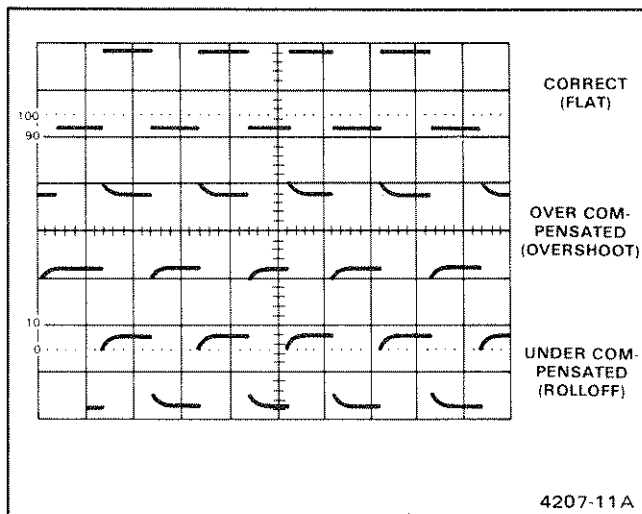 CORRECT
(FLAT)
100
90
OVER COM-
PENSATED
(OVERSHOOT)
10
0
UNDER COM-
PENSATED
(ROLLOFF)
4207-11A